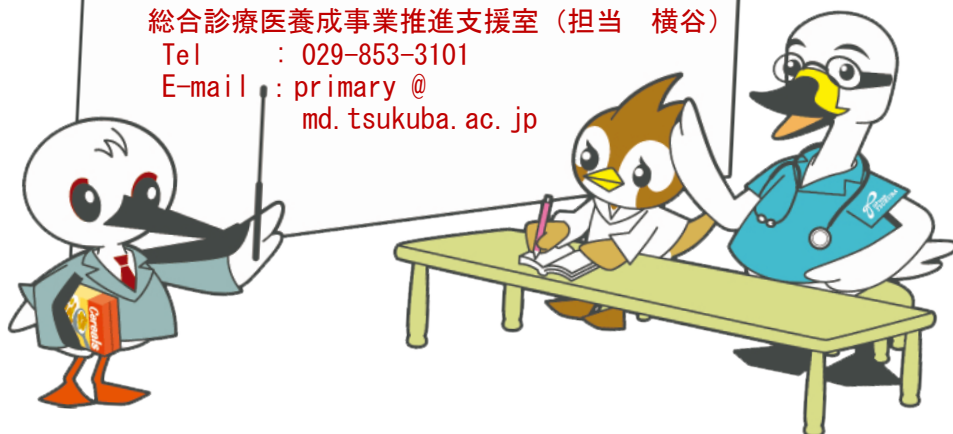 総合診療医養成事業推進支援室（担当　横谷）
Tel　　: 029-853-3101
E-mail : primary @
md.tsukuba.ac.jp
Cereals